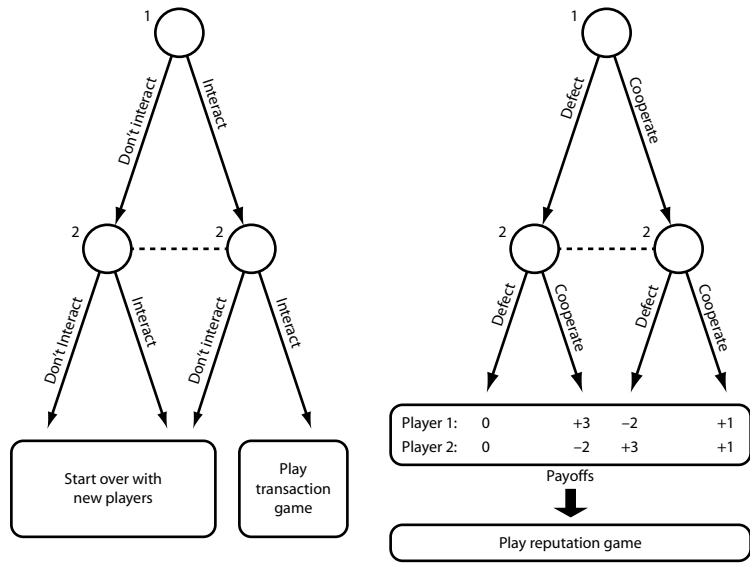 1
Don't interact
Interact
2
2
Don't Interact
Interact
Don't interact
Interact
Start over with
new players
Play
transaction
game
1
Defect
Cooperate
2
2
Defect
Cooperate
Defect
Cooperate
Player 1: 0 +3 –2 +1
Player 2: 0 –2 +3 +1
Payoffs
Play reputation game